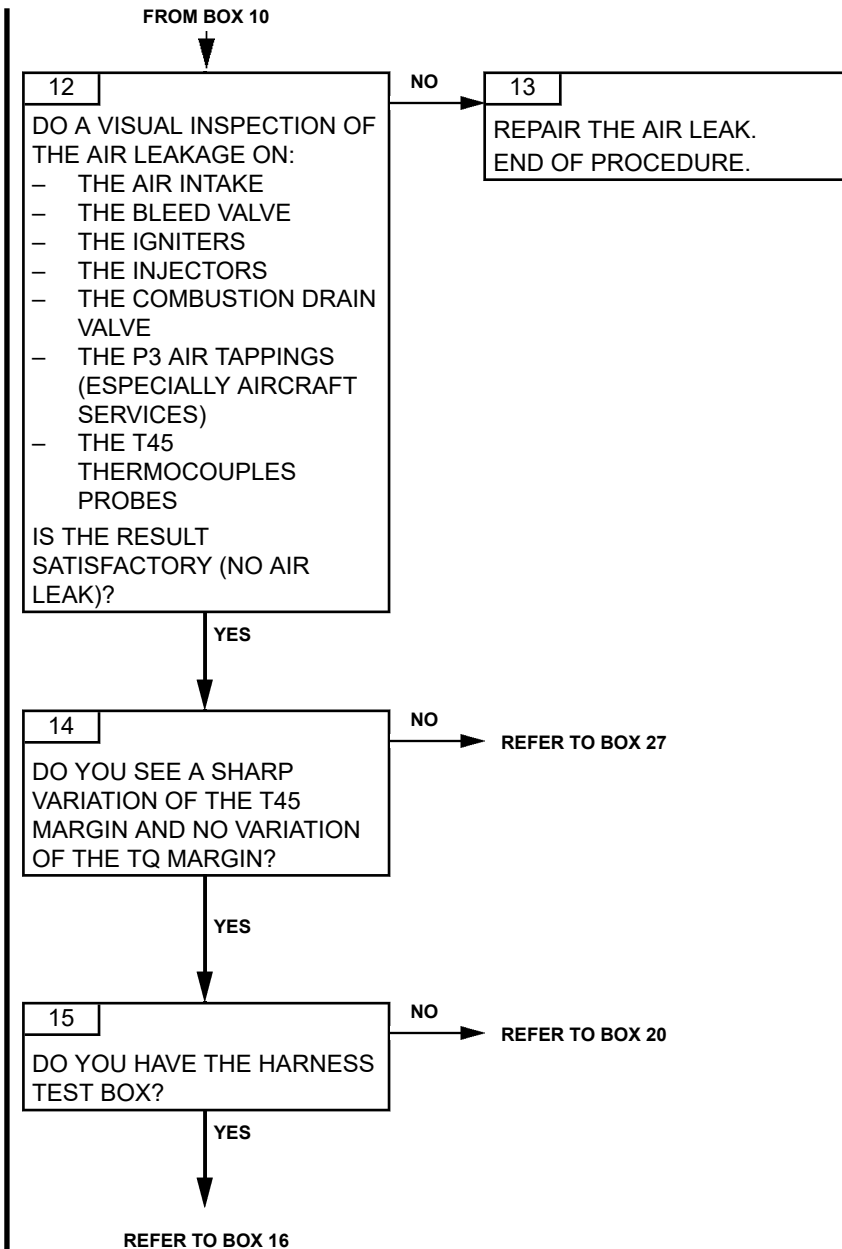 FROM BOX 10
12
NO
13
DO A VISUAL INSPECTION OF
THE AIR LEAKAGE ON:
– THE AIR INTAKE
– THE BLEED VALVE
– THE IGNITERS
– THE INJECTORS
– THE COMBUSTION DRAIN
VALVE
– THE P3 AIR TAPPINGS
(ESPECIALLY AIRCRAFT
SERVICES)
– THE T45
THERMOCOUPLES
PROBES
IS THE RESULT
SATISFACTORY (NO AIR
LEAK)?
REPAIR THE AIR LEAK.
END OF PROCEDURE.
YES
14
NO
REFER TO BOX 27
DO YOU SEE A SHARP
VARIATION OF THE T45
MARGIN AND NO VARIATION
OF THE TQ MARGIN?
YES
15
NO
REFER TO BOX 20
DO YOU HAVE THE HARNESS
TEST BOX?
YES
REFER TO BOX 16